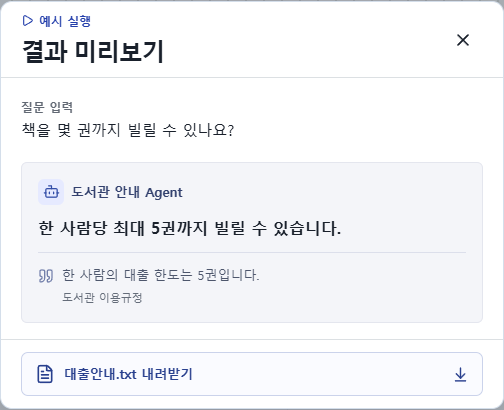 예시 실행
결과 미리보기
질문 입력
책을 몇 권까지 빌릴 수 있나요?
도서관 안내 Agent
한 사람당 최대 5권까지 빌릴 수 있습니다.
한 사람의 대출 한도는 5권입니다.
도서관 이용규정
대출안내.txt 내려받기